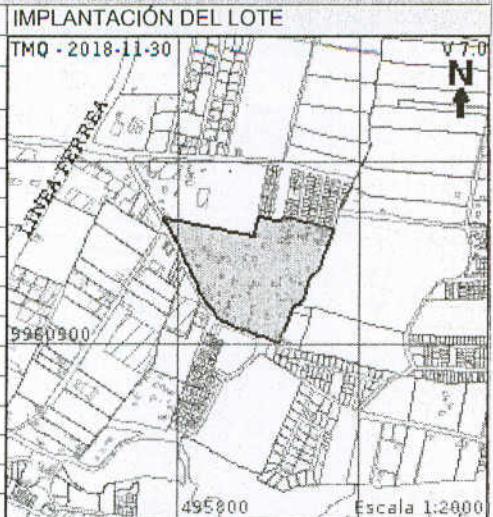 IMPLANTACIÓN DEL LOTE
TMQ - 2018-11-30
V 7.0
N
LINEA FERREA
9960900
495800
Escala 1:2000